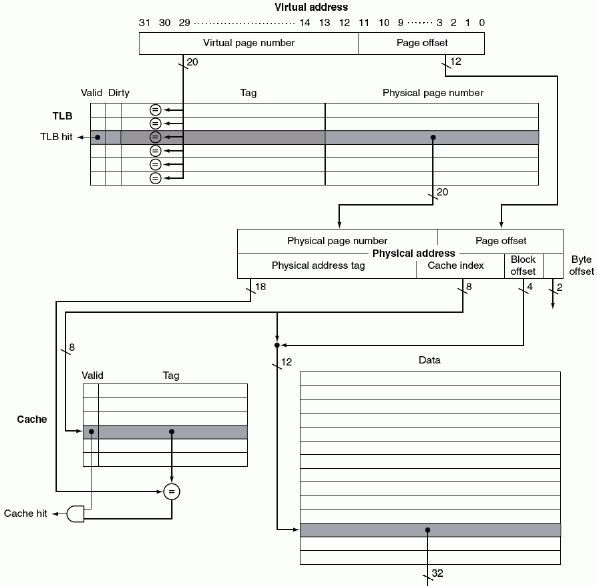 Virtual address
31 30 29 ··················· 14 13 12 11 10 9 ········ 3 2 1 0
Virtual page number Page offset
20 12
Valid Dirty Tag Physical page number
TLB
=
=
TLB hit =
=
=
=
20
Physical page number Page offset
Physical address
Physical address tag Cache index Block offset Byte offset
18 8 4 2
8 12
Data
Valid Tag
Cache
=
Cache hit
32